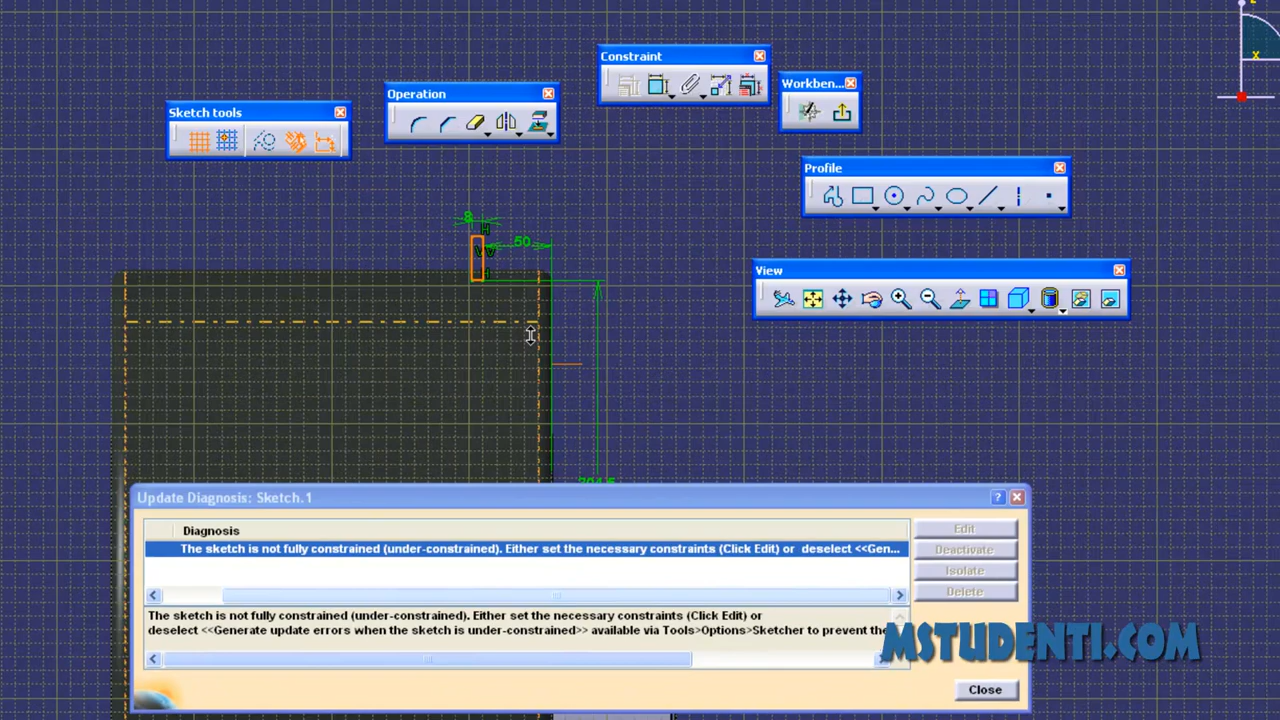 Z
X
Constraint
Workben...
Operation
Sketch tools
Profile
8
H
50
V V
H
View
Update Diagnosis: Sketch.1
Diagnosis
The sketch is not fully constrained (under-constrained). Either set the necessary constraints (Click Edit) or deselect <<Gen...
Edit
Deactivate
Isolate
Delete
The sketch is not fully constrained (under-constrained). Either set the necessary constraints (Click Edit) or
deselect <<Generate update errors when the sketch is under-constrained>> available via Tools>Options>Sketcher to prevent the
MSTUDENTI.COM
Close